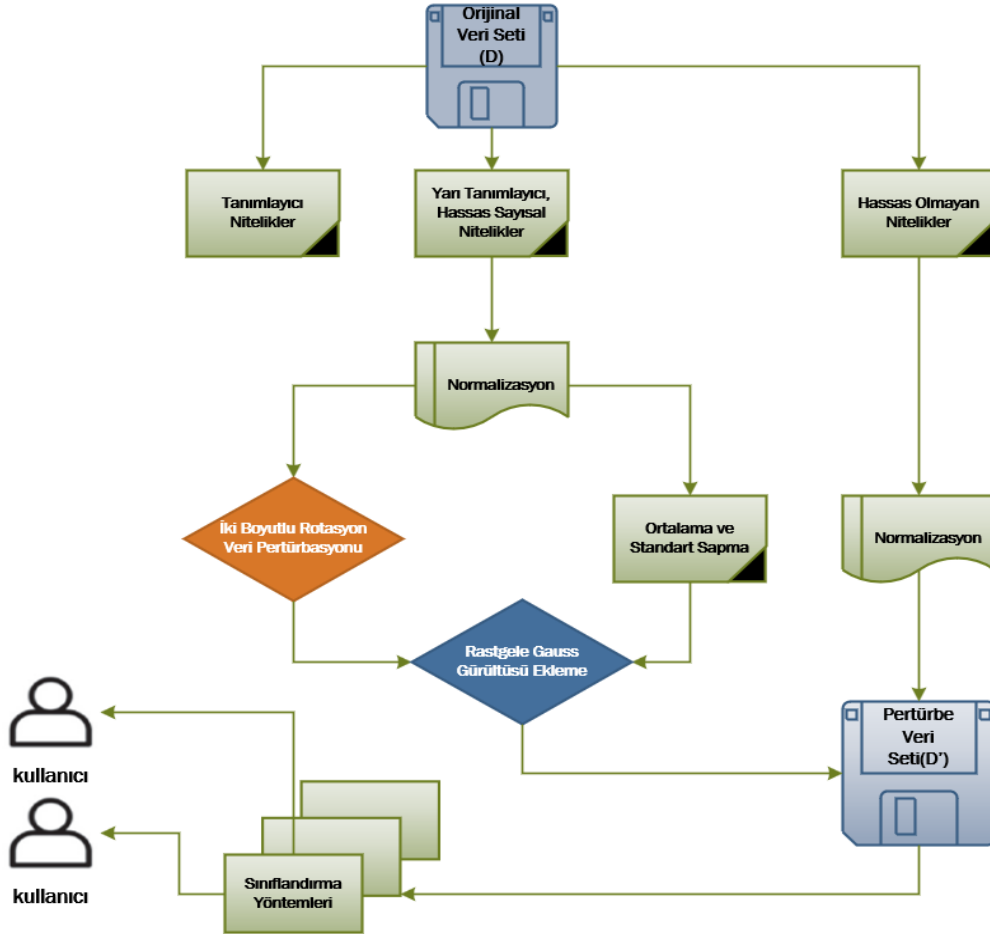 Orijinal
Veri Seti
(D)
Tanımlayıcı
Nitelikler
Yarı Tanımlayıcı,
Hassas Sayısal
Nitelikler
Hassas Olmayan
Nitelikler
Normalizasyon
İki Boyutlu Rotasyon
Veri Pertürbasyonu
Ortalama ve
Standart Sapma
Normalizasyon
Rastgele Gauss
Gürültüsü Ekleme
Pertürbe
Veri
Seti(D')
kullanıcı
Sınıflandırma
Yöntemleri
kullanıcı